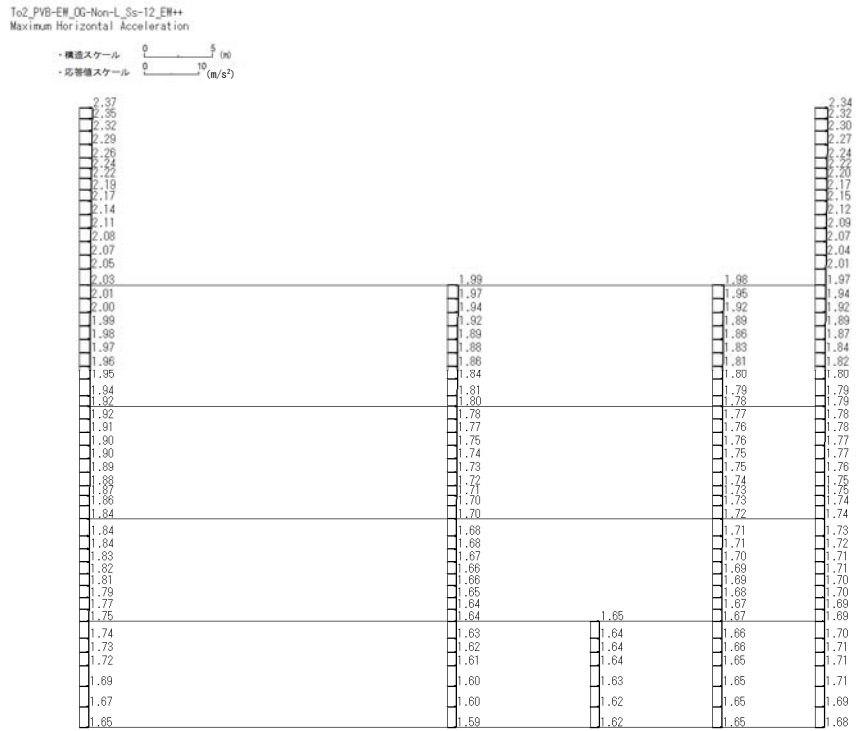 To2_PVB-EW_OG-Non-L_Ss-12_EW++
Maximum Horizontal Acceleration
・構造スケール 0 5 (m)
・応答値スケール 0 10 (m/s²)
2.37 2.34
2.35 2.32
2.32 2.30
2.29 2.27
2.26 2.24
2.24 2.22
2.22 2.20
2.19 2.17
2.17 2.15
2.14 2.12
2.11 2.09
2.08 2.07
2.07 2.04
2.05 2.01
2.03 1.99 1.98 1.97
2.01 1.97 1.95 1.94
2.00 1.94 1.92 1.92
1.99 1.92 1.89 1.89
1.98 1.89 1.86 1.87
1.97 1.88 1.83 1.84
1.96 1.86 1.81 1.82
1.95 1.84 1.80 1.80
1.94 1.81 1.79 1.79
1.92 1.80 1.78 1.79
1.92 1.78 1.77 1.78
1.91 1.77 1.76 1.78
1.90 1.75 1.76 1.77
1.90 1.74 1.75 1.77
1.89 1.73 1.75 1.76
1.88 1.72 1.74 1.75
1.87 1.71 1.73 1.75
1.86 1.70 1.73 1.74
1.84 1.70 1.72 1.74
1.84 1.68 1.71 1.73
1.84 1.68 1.71 1.72
1.83 1.67 1.70 1.71
1.82 1.66 1.69 1.71
1.81 1.66 1.69 1.70
1.79 1.65 1.68 1.70
1.77 1.64 1.67 1.69
1.75 1.64 1.65 1.67 1.69
1.74 1.63 1.64 1.66 1.70
1.73 1.62 1.64 1.66 1.71
1.72 1.61 1.64 1.65 1.71
1.69 1.60 1.63 1.65 1.71
1.67 1.60 1.62 1.65 1.69
1.65 1.59 1.62 1.65 1.68